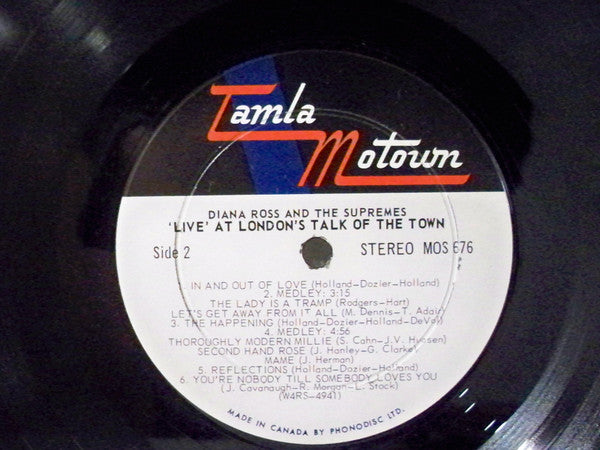 Tamla
Motown
DIANA ROSS AND THE SUPREMES
'LIVE' AT LONDON'S TALK OF THE TOWN
Side 2 STEREO MOS 676
1. IN AND OUT OF LOVE (Holland-Dozier-Holland)
2. MEDLEY: 3:15
THE LADY IS A TRAMP (Rodgers-Hart)
LET'S GET AWAY FROM IT ALL (M. Dennis-T. Adair)
3. THE HAPPENING (Holland-Dozier-Holland-DeVol)
4. MEDLEY: 4:56
THOROUGHLY MODERN MILLIE (S. Cahn-J.V. Huesen)
SECOND HAND ROSE (J. Hanley-G. Clarke)
MAME (J. Herman)
5. REFLECTIONS (Holland-Dozier-Holland)
6. YOU'RE NOBODY TILL SOMEBODY LOVES YOU
(J. Cavanaugh-R. Morgan-L. Stock)
(W4RS-4941)
MADE IN CANADA BY PHONODISC LTD.